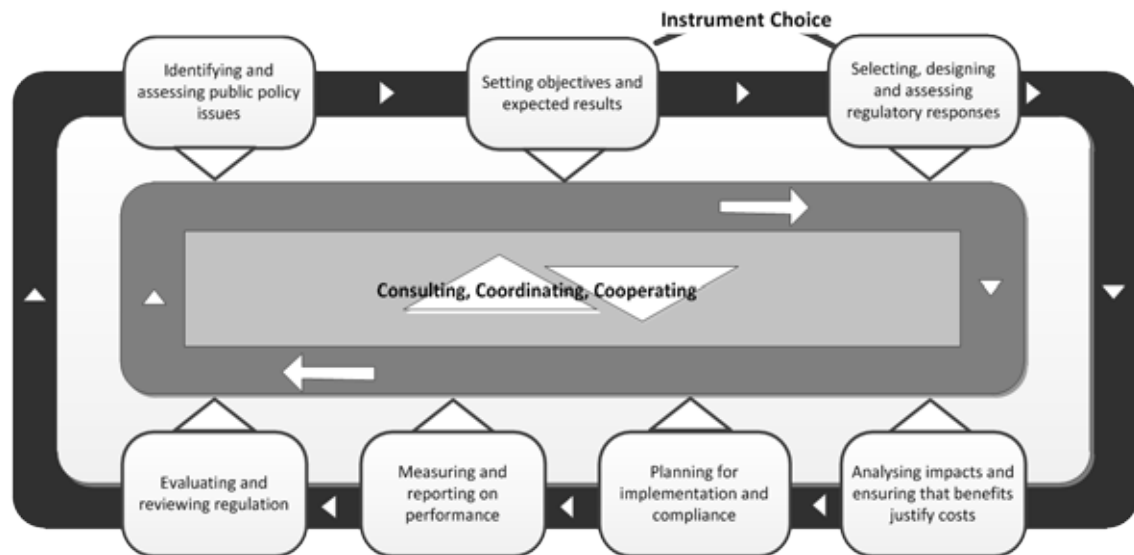 Instrument Choice
Identifying and
assessing public policy
issues
Setting objectives and
expected results
Selecting, designing
and assessing
regulatory responses
Consulting, Coordinating, Cooperating
Evaluating and
reviewing regulation
Measuring and
reporting on
performance
Planning for
implementation and
compliance
Analysing impacts and
ensuring that benefits
justify costs